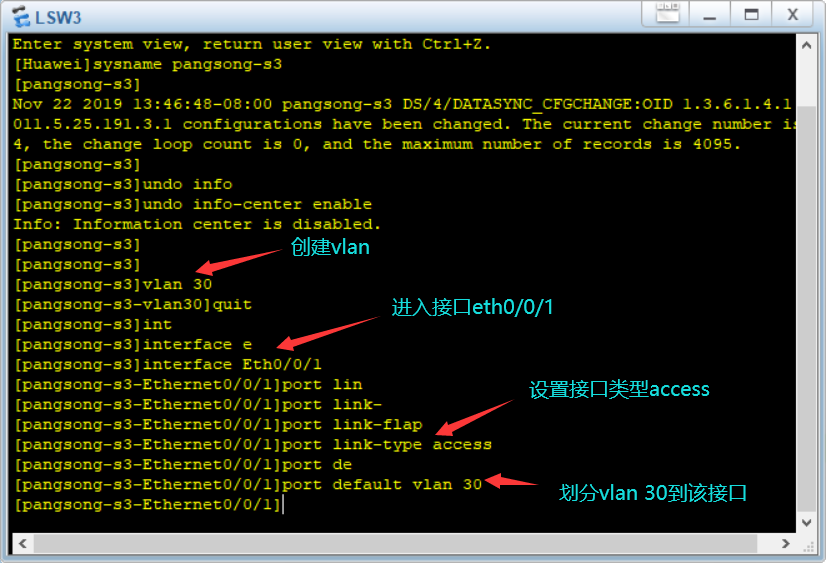 LSW3
Enter system view, return user view with Ctrl+Z.
[Huawei]sysname pangsong-s3
[pangsong-s3]
Nov 22 2019 13:46:48-08:00 pangsong-s3 DS/4/DATASYNC_CFGCHANGE:OID 1.3.6.1.4.1
011.5.25.191.3.1 configurations have been changed. The current change number is
4, the change loop count is 0, and the maximum number of records is 4095.
[pangsong-s3]
[pangsong-s3]undo info
[pangsong-s3]undo info-center enable
Info: Information center is disabled.
[pangsong-s3]
创建vlan
[pangsong-s3]
[pangsong-s3]vlan 30
[pangsong-s3-vlan30]quit
进入接口eth0/0/1
[pangsong-s3]int
[pangsong-s3]interface e
[pangsong-s3]interface Eth0/0/1
[pangsong-s3-Ethernet0/0/1]port lin
设置接口类型access
[pangsong-s3-Ethernet0/0/1]port link-
[pangsong-s3-Ethernet0/0/1]port link-flap
[pangsong-s3-Ethernet0/0/1]port link-type access
[pangsong-s3-Ethernet0/0/1]port de
[pangsong-s3-Ethernet0/0/1]port default vlan 30
划分vlan 30到该接口
[pangsong-s3-Ethernet0/0/1]